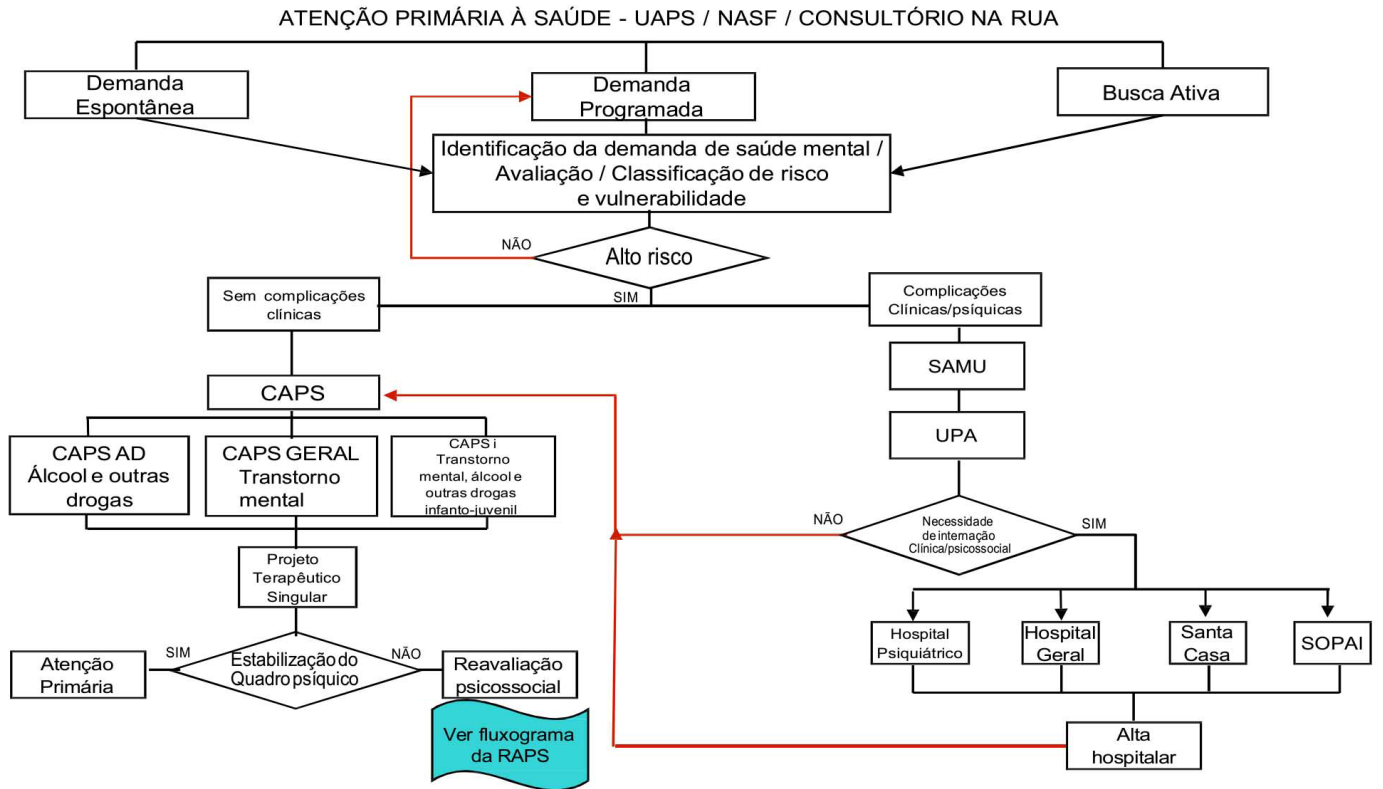 ATENÇÃO PRIMÁRIA À SAÚDE - UAPS / NASF / CONSULTÓRIO NA RUA
Demanda
Espontânea
Demanda
Programada
Busca Ativa
Identificação da demanda de saúde mental /
Avaliação / Classificação de risco
e vulnerabilidade
NÃO
Alto risco
SIM
Sem complicações
clínicas
Complicações
Clínicas/psíquicas
SAMU
UPA
CAPS
CAPS AD
Álcool e outras
drogas
CAPS GERAL
Transtorno
mental
CAPS i
Transtorno
mental, álcool e
outras drogas
infanto-juvenil
NÃO
Necessidade
de internação
Clínica/psicossocial
SIM
Projeto
Terapêutico
Singular
Hospital
Psiquiátrico
Hospital
Geral
Santa
Casa
SOPAI
Atenção
Primária
SIM
Estabilização do
Quadro psíquico
NÃO
Reavaliação
psicossocial
Ver fluxograma
da RAPS
Alta
hospitalar